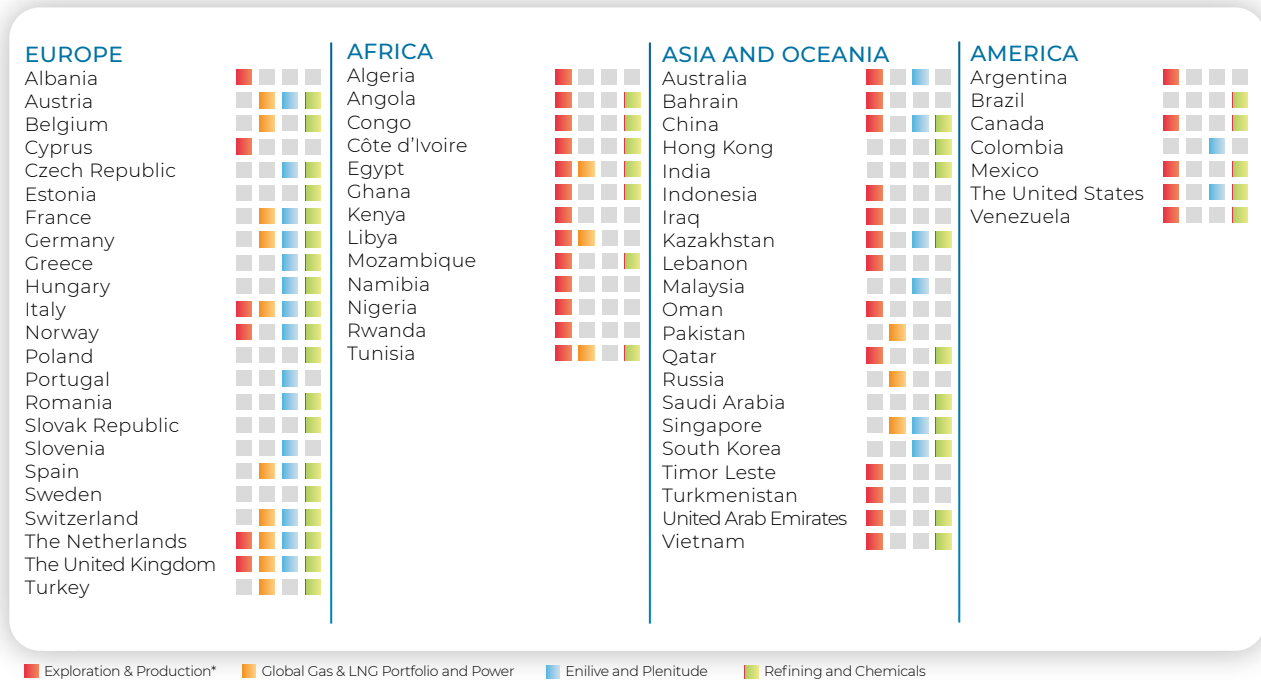 EUROPE
Albania
Austria
Belgium
Cyprus
Czech Republic
Estonia
France
Germany
Greece
Hungary
Italy
Norway
Poland
Portugal
Romania
Slovak Republic
Slovenia
Spain
Sweden
Switzerland
The Netherlands
The United Kingdom
Turkey
AFRICA
Algeria
Angola
Congo
Côte d'Ivoire
Egypt
Ghana
Kenya
Libya
Mozambique
Namibia
Nigeria
Rwanda
Tunisia
ASIA AND OCEANIA
Australia
Bahrain
China
Hong Kong
India
Indonesia
Iraq
Kazakhstan
Lebanon
Malaysia
Oman
Pakistan
Qatar
Russia
Saudi Arabia
Singapore
South Korea
Timor Leste
Turkmenistan
United Arab Emirates
Vietnam
AMERICA
Argentina
Brazil
Canada
Colombia
Mexico
The United States
Venezuela
Exploration & Production* Global Gas & LNG Portfolio and Power Enilive and Plenitude Refining and Chemicals